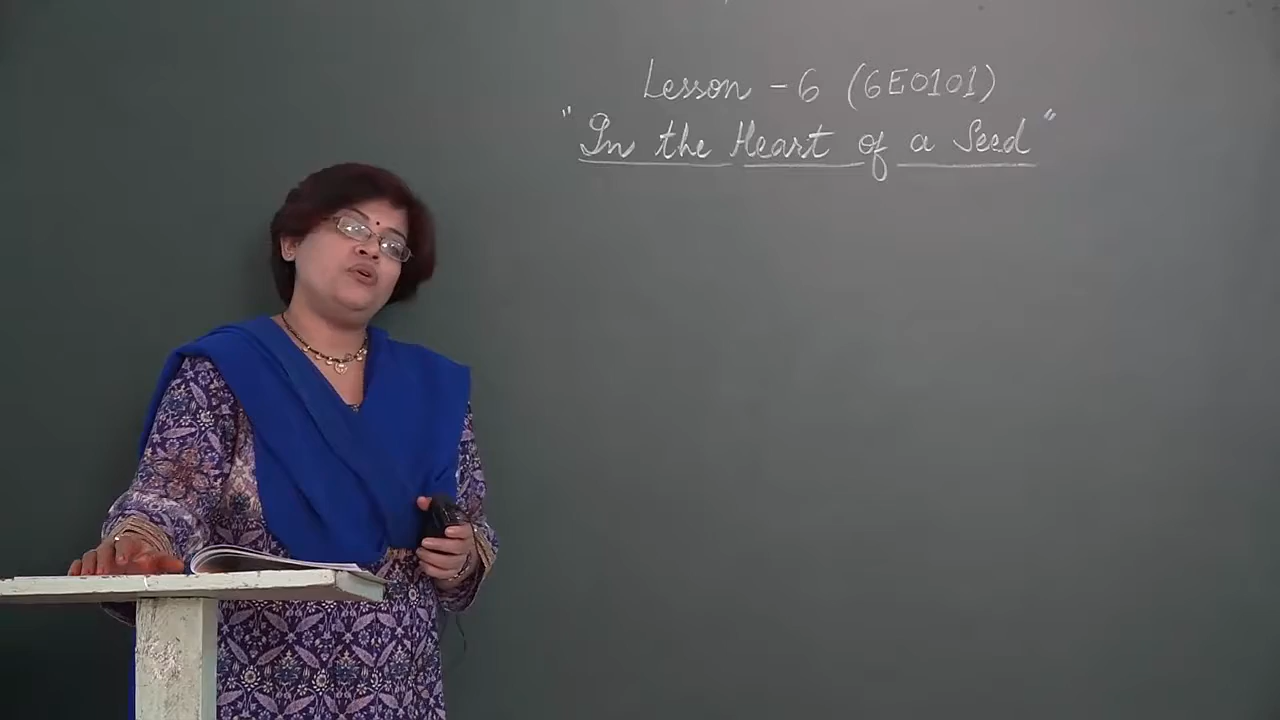 Lesson - 6 (6E0101)
"In the Heart of a Seed"